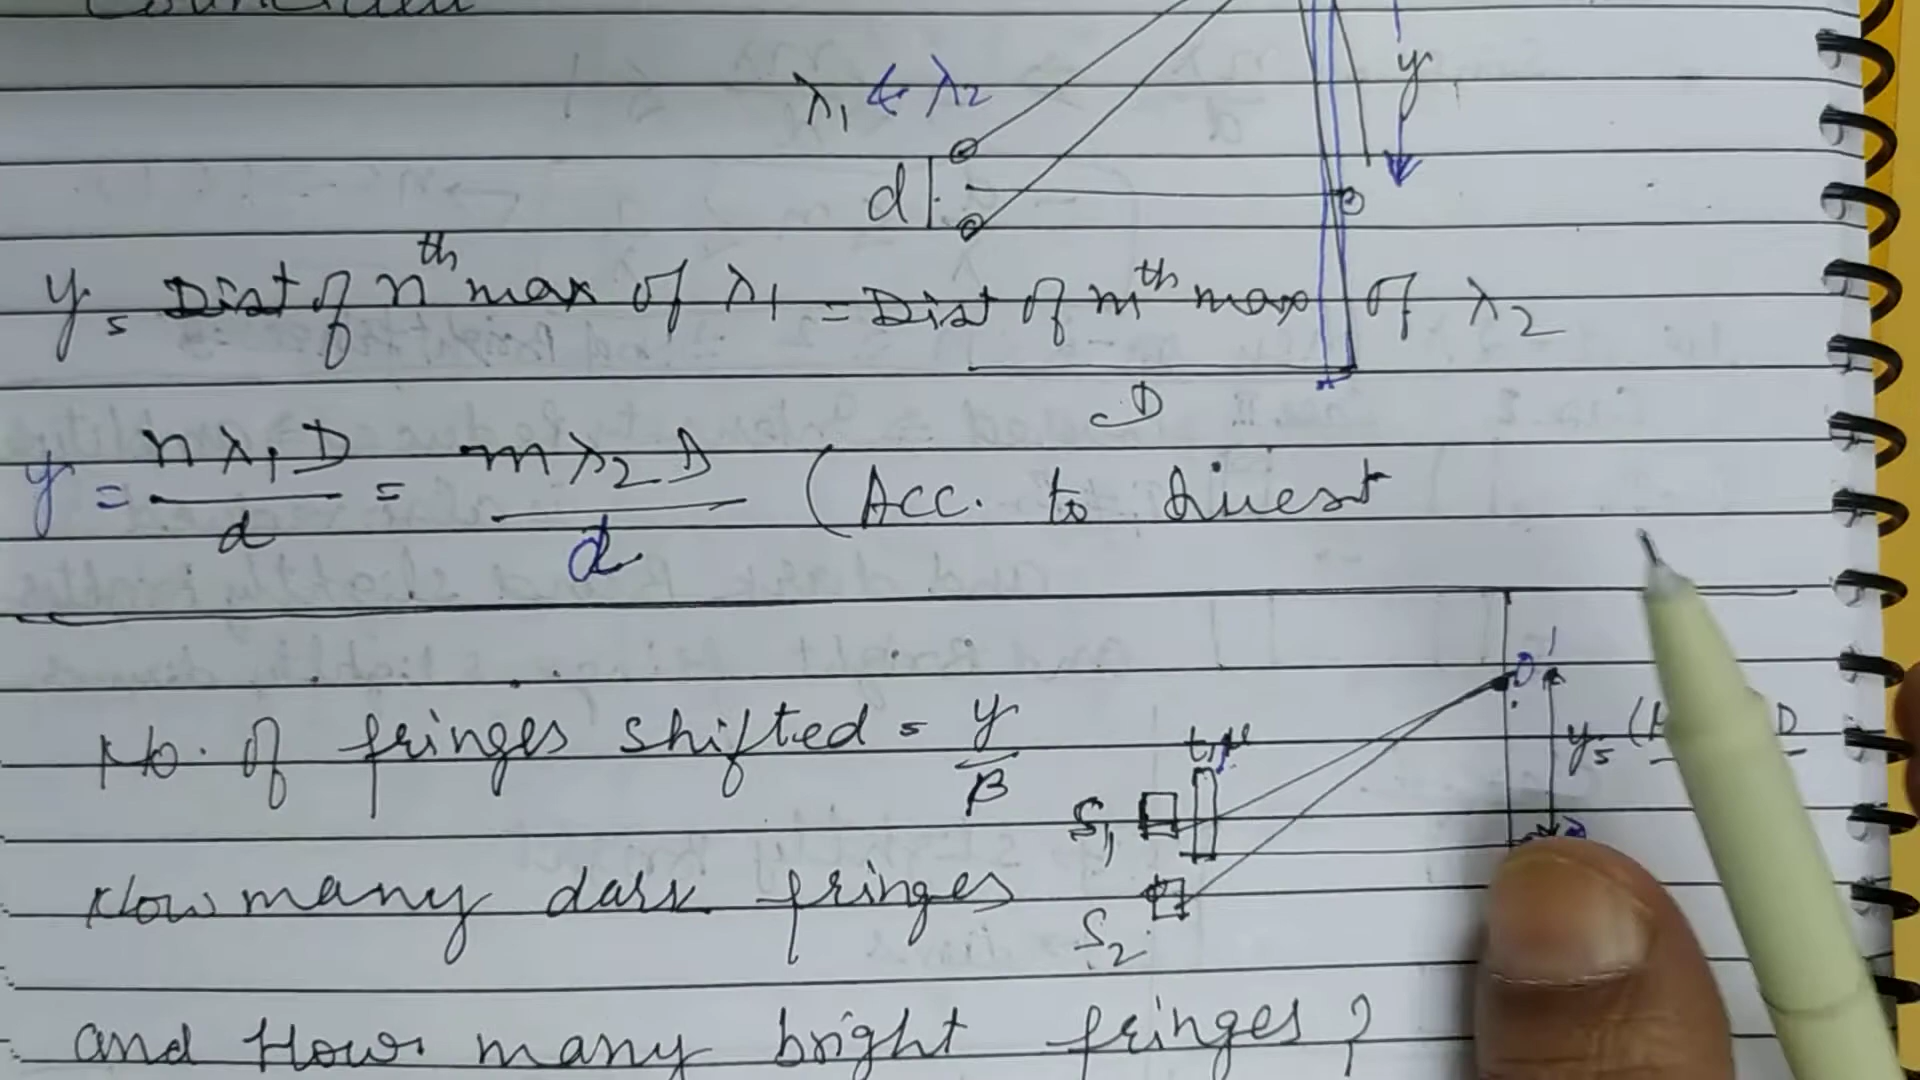 λ₁ & λ₂
y
d
O
y = Dist of nth max of λ₁ = Dist of mth max of λ₂
D
y = nλ₁D/d = mλ₂D/d (Acc. to Quest
O'
No. of fringes shifted = y/β
t, μ
y =
D
S₁
How many dark fringes
S₂
and How many bright fringes?